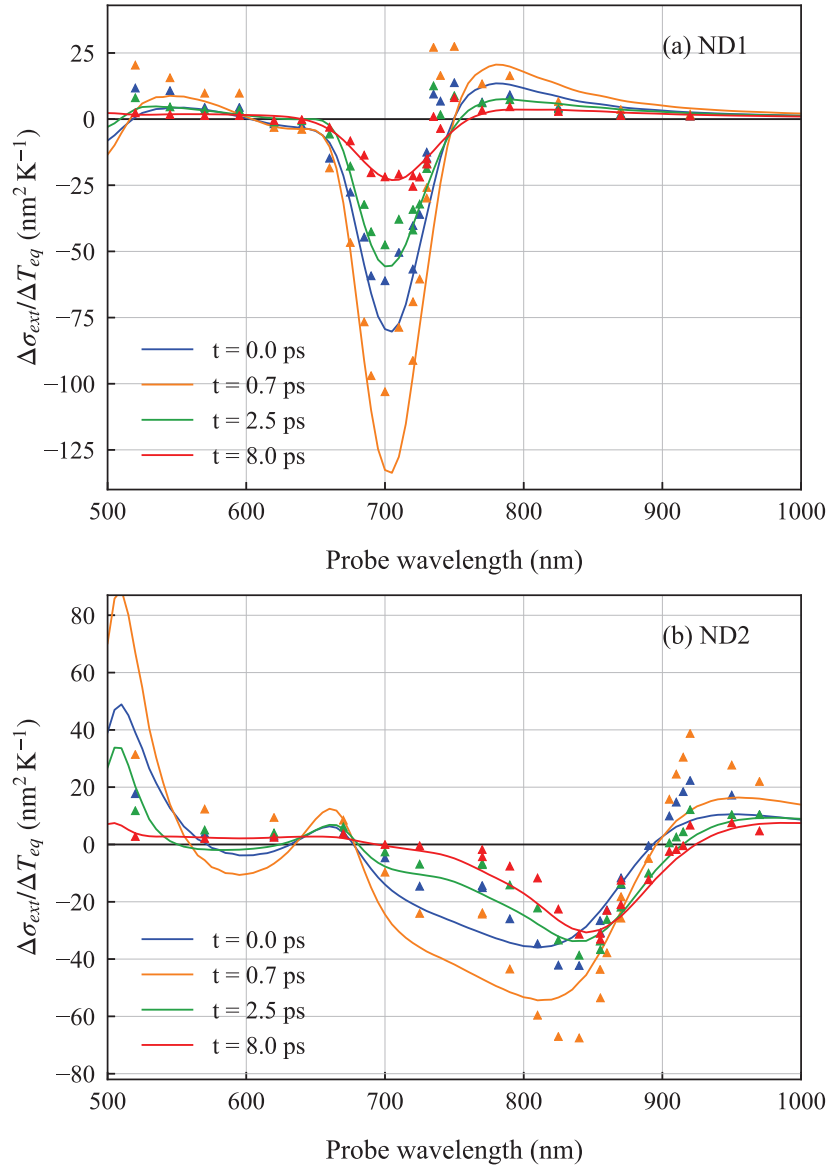 (a) ND1
25
0
−25
−50
−75
−100
−125
Δσext/ΔTeq (nm² K⁻¹)
t = 0.0 ps
t = 0.7 ps
t = 2.5 ps
t = 8.0 ps
500 600 700 800 900 1000
Probe wavelength (nm)
(b) ND2
80
60
40
20
0
−20
−40
−60
−80
Δσext/ΔTeq (nm² K⁻¹)
t = 0.0 ps
t = 0.7 ps
t = 2.5 ps
t = 8.0 ps
500 600 700 800 900 1000
Probe wavelength (nm)